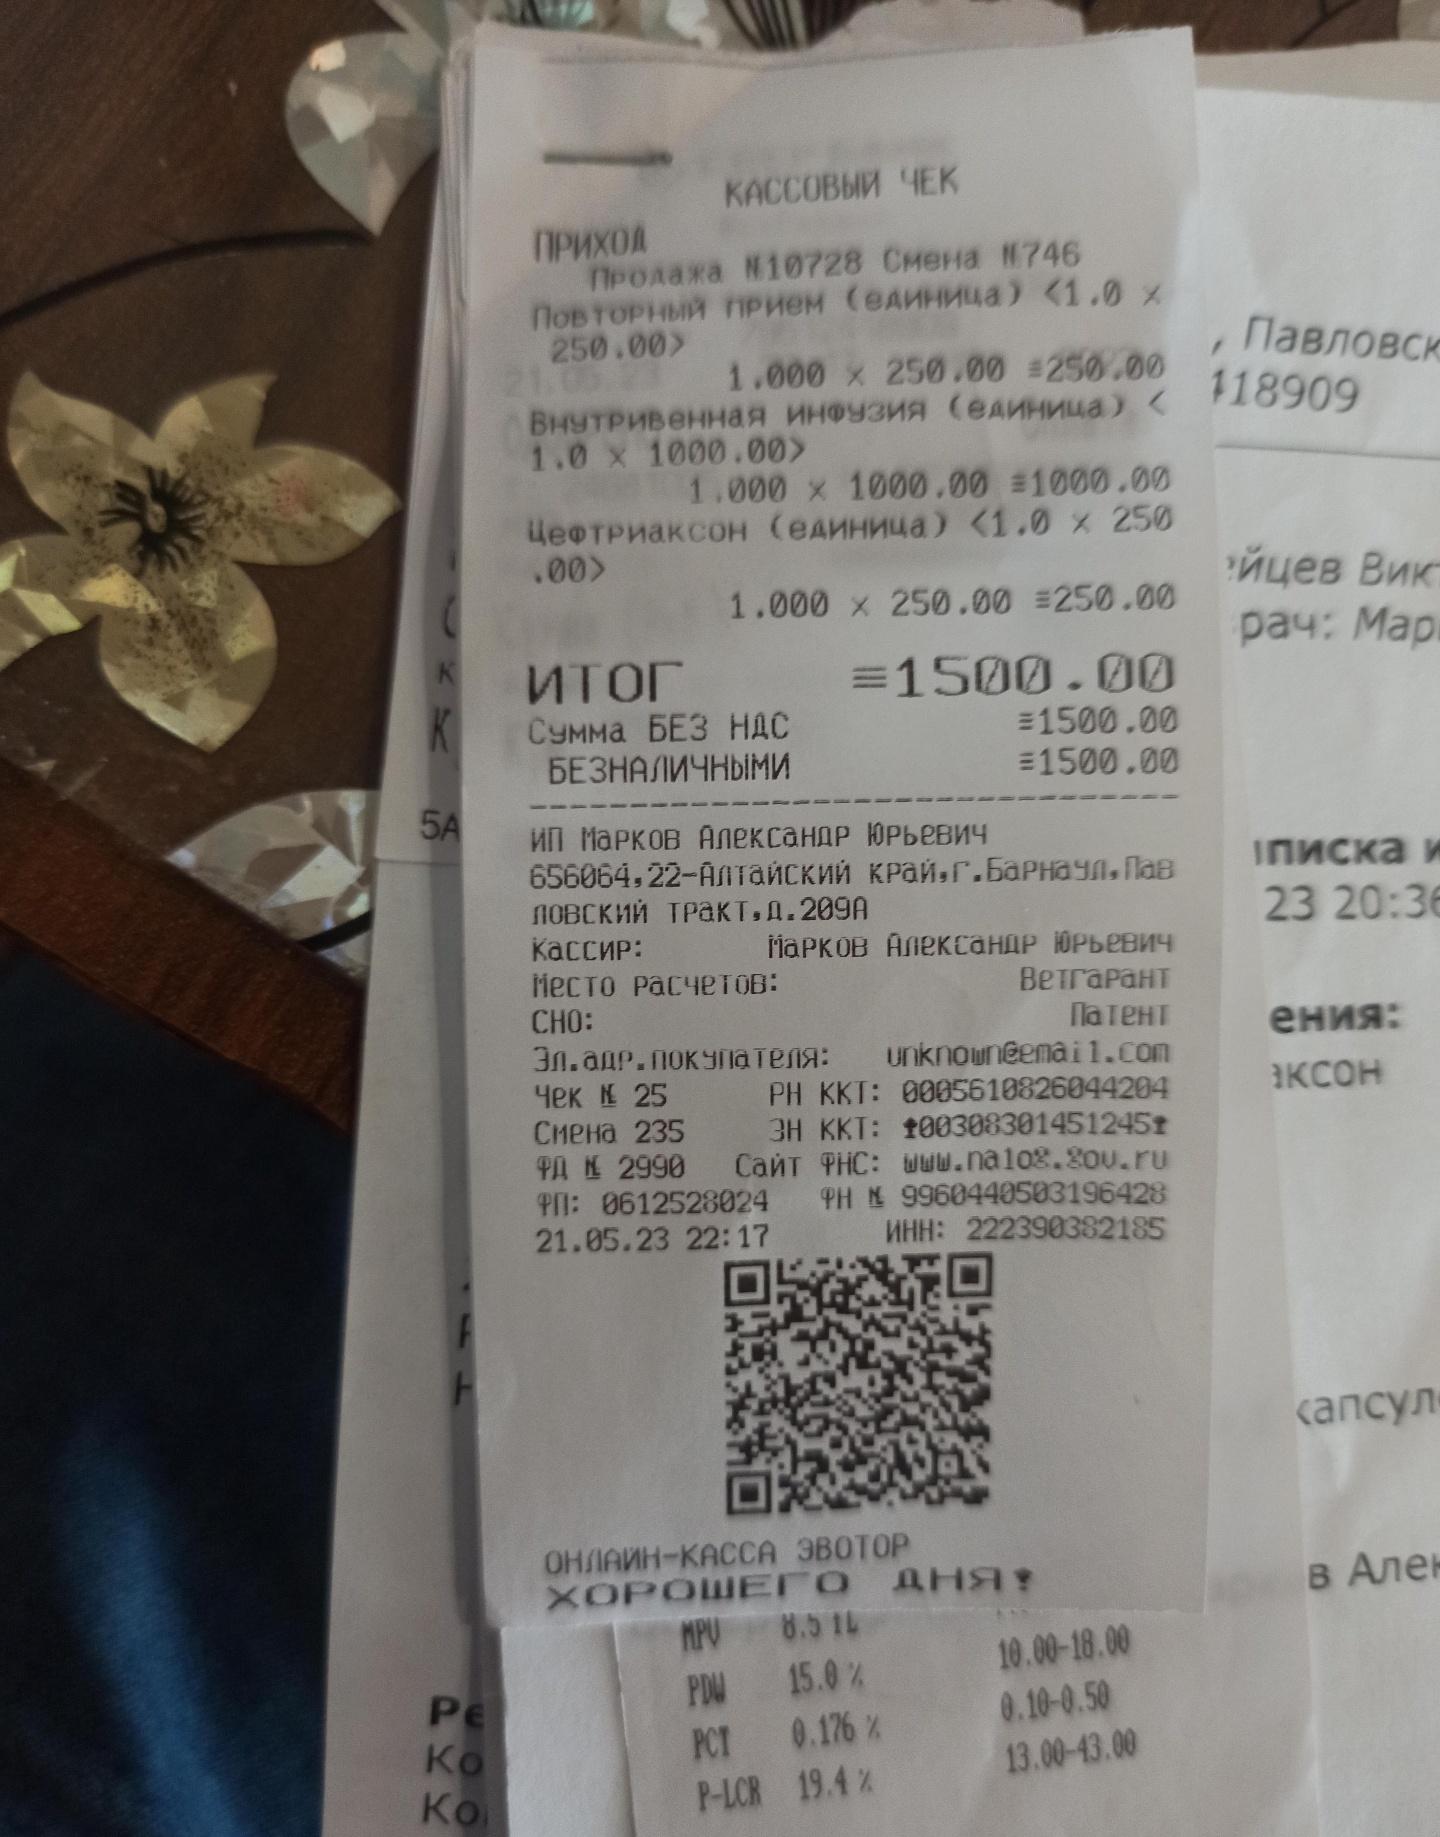 КАССОВЫЙ ЧЕК
ПРИХОД
Продажа №10728 Смена №746
Повторный прием (единица) <1.0 x
250.00>
1.000 x 250.00 ≡250.00
Внутривенная инфузия (единица) <
1.0 x 1000.00>
1.000 x 1000.00 ≡1000.00
Цефтриаксон (единица) <1.0 x 250
.00>
1.000 x 250.00 ≡250.00
ИТОГ ≡1500.00
Сумма БЕЗ НДС ≡1500.00
БЕЗНАЛИЧНЫМИ ≡1500.00
ИП Марков Александр Юрьевич
656064,22-Алтайский край,г.Барнаул,Пав
ловский тракт,д.209А
Кассир: Марков Александр Юрьевич
Место расчетов: Ветгарант
СНО: Патент
Эл.адр.покупателя: unknown@email.com
Чек № 25 РН ККТ: 0005610826044204
Смена 235 ЗН ККТ: 00308301451245
ФД № 2990 Сайт ФНС: www.nalog.gov.ru
ФП: 0612528024 ФН № 9960440503196428
21.05.23 22:17 ИНН: 222390382185
ОНЛАЙН-КАССА ЭВОТОР
ХОРОШЕГО ДНЯ!
MPV 8.5 fL
PDW 15.0 % 10.00-18.00
PCT 0.176 % 0.10-0.50
P-LCR 19.4 % 13.00-43.00
, Павловск
418909
ейцев Викт
рач: Мар
писка и
23 20:36
ения:
аксон
капсул
в Алек
5А
Ре
Ко
Ко